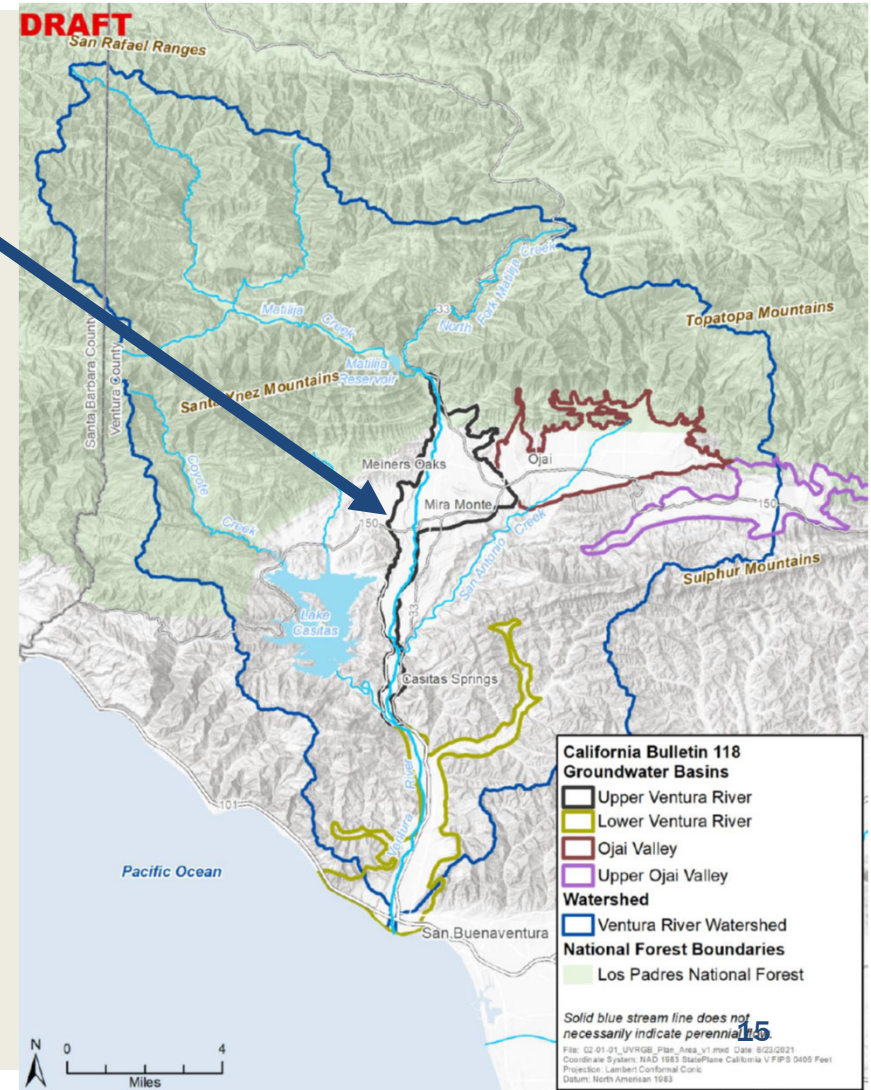 DRAFT
San Rafael Ranges
Santa Barbara County
Ventura County
Matilija Creek
North Fork Matilija Creek
33
Topatopa Mountains
Matilija
Reservoir
Santa Ynez Mountains
Coyote Creek
Meiners Oaks
Ojai
Mira Monte
150
150
San Antonio Creek
33
Sulphur Mountains
Lake
Casitas
Casitas Springs
101
Ventura River
Pacific Ocean
San Buenaventura
California Bulletin 118
Groundwater Basins
Upper Ventura River
Lower Ventura River
Ojai Valley
Upper Ojai Valley
Watershed
Ventura River Watershed
National Forest Boundaries
Los Padres National Forest
Solid blue stream line does not
necessarily indicate perennial
15
File: 02-01-01_UVRGB_Plan_Area_v1.mxd Date: 6/23/2021
Coordinate System: NAD 1983 StatePlane California V FIPS 0405 Feet
Projection: Lambert Conformal Conic
Datum: North American 1983
N
0 4
Miles